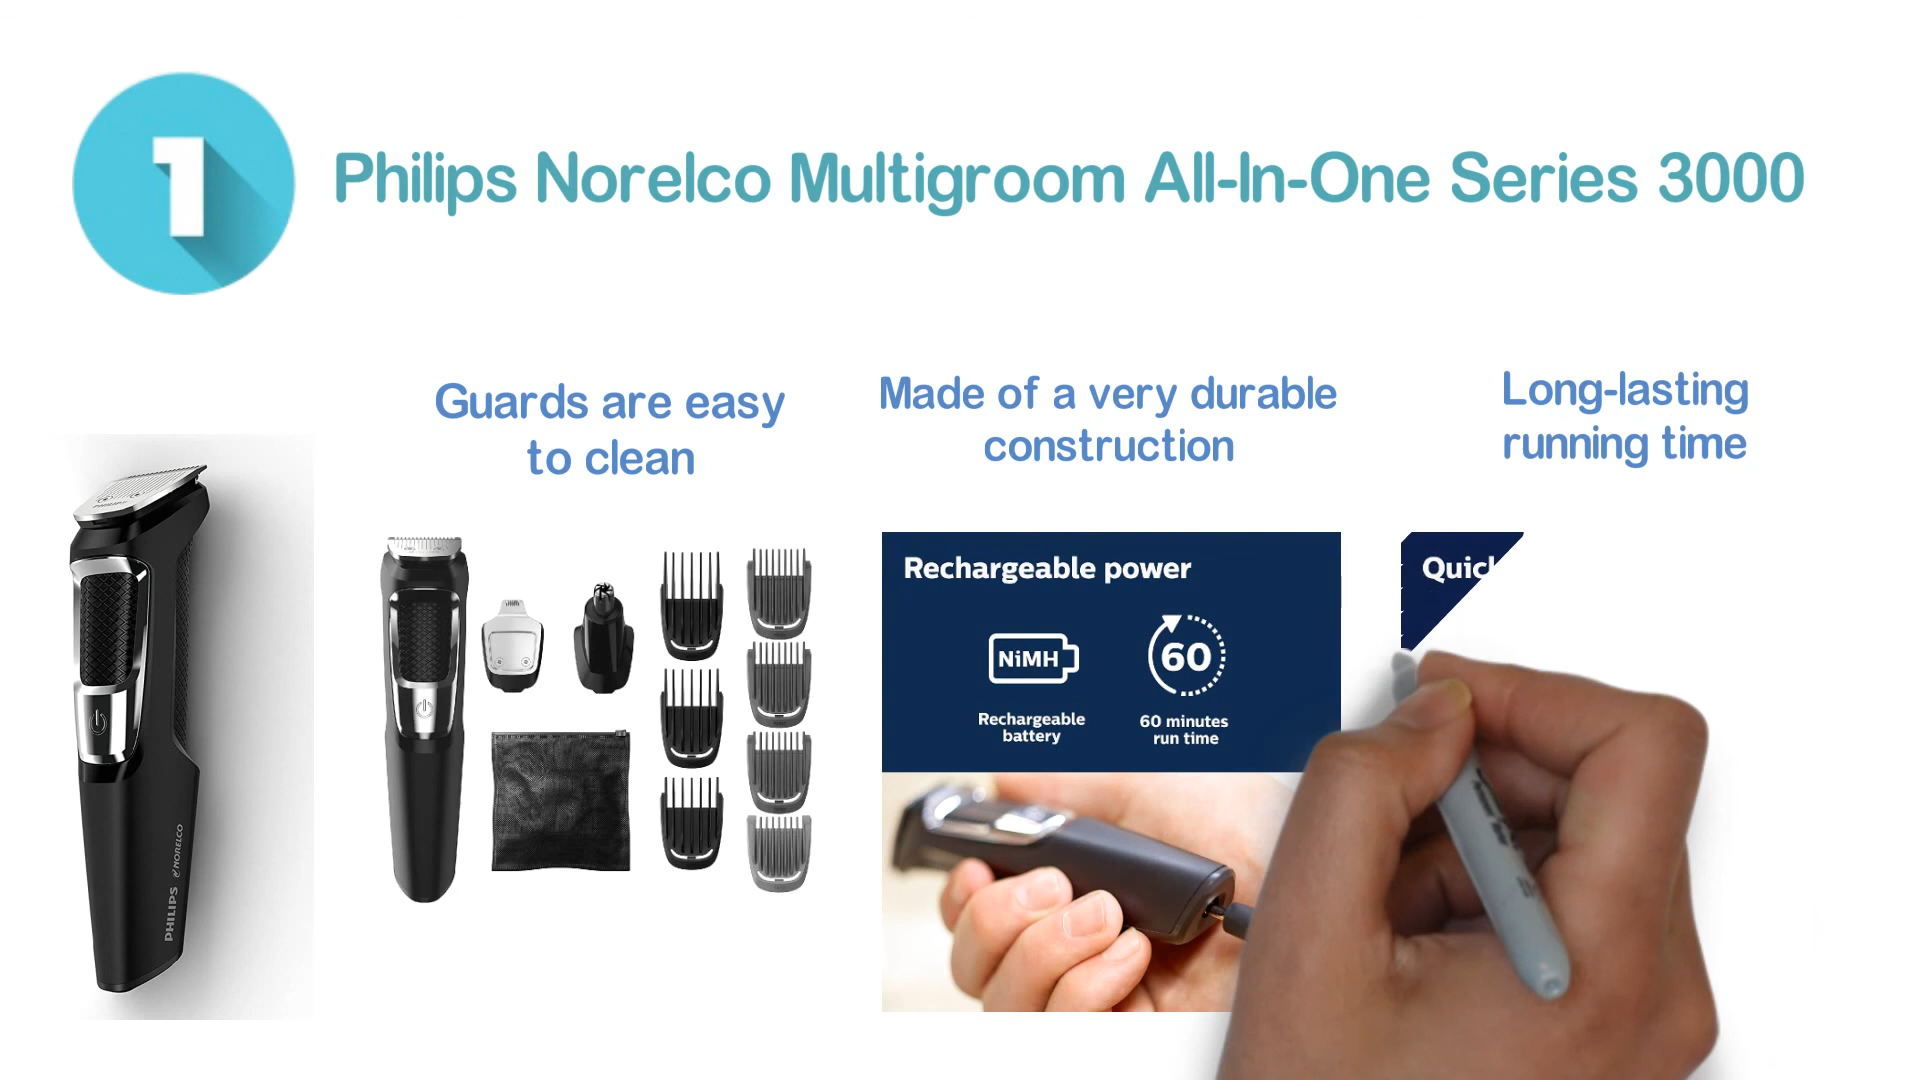 1
Philips Norelco Multigroom All-In-One Series 3000
Guards are easy
to clean
Made of a very durable
construction
Long-lasting
running time
Rechargeable power
NiMH
60
Rechargeable
battery
60 minutes
run time
Quick
PHILIPS NORELCO